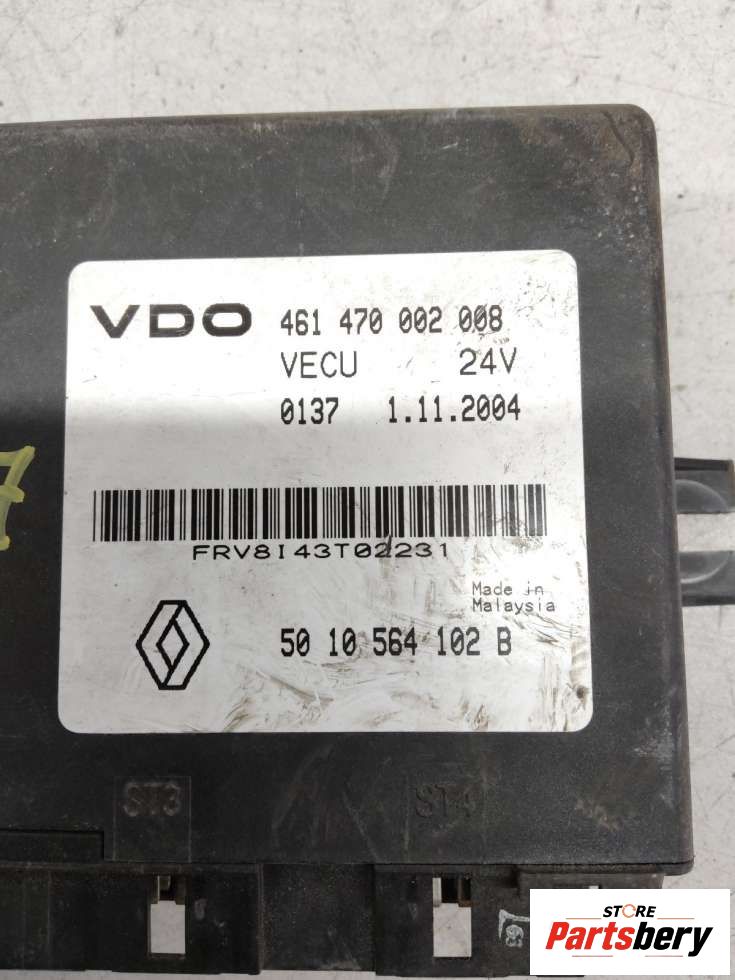 VDO 461 470 002 008
VECU 24V
0137 1.11.2004
FRV8I43T02231
Made in
Malaysia
50 10 564 102 B
7
ST3 ST4
STORE
Partsbery